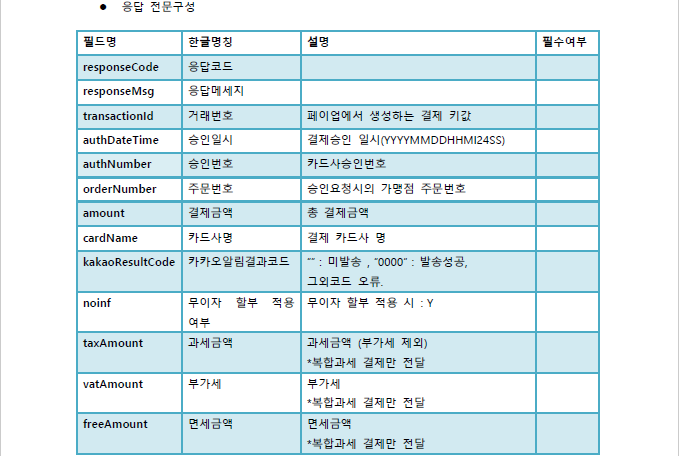 ● 응답 전문구성
필드명 한글명칭 설명 필수여부
responseCode 응답코드
responseMsg 응답메세지
transactionId 거래번호 페이업에서 생성하는 결제 키값
authDateTime 승인일시 결제승인 일시(YYYYMMDDHHMI24SS)
authNumber 승인번호 카드사승인번호
orderNumber 주문번호 승인요청시의 가맹점 주문번호
amount 결제금액 총 결제금액
cardName 카드사명 결제 카드사 명
kakaoResultCode 카카오알림결과코드 "" : 미발송 , "0000" : 발송성공,
그외코드 오류.
noinf 무이자 할부 적용 무이자 할부 적용 시 : Y
여부
taxAmount 과세금액 과세금액 (부가세 제외)
*복합과세 결제만 전달
vatAmount 부가세 부가세
*복합과세 결제만 전달
freeAmount 면세금액 면세금액
*복합과세 결제만 전달